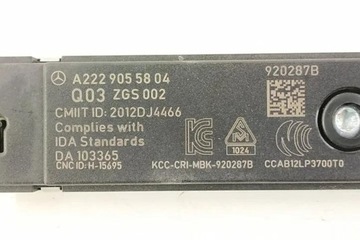 A222 905 58 04
920287B
Q03 ZGS 002
CMIIT ID: 2012DJ4466
Complies with
IDA Standards
DA 103365
CNC ID: H-15695
1024
KCC-CRI-MBK-920287B
CCAB12LP3700T0